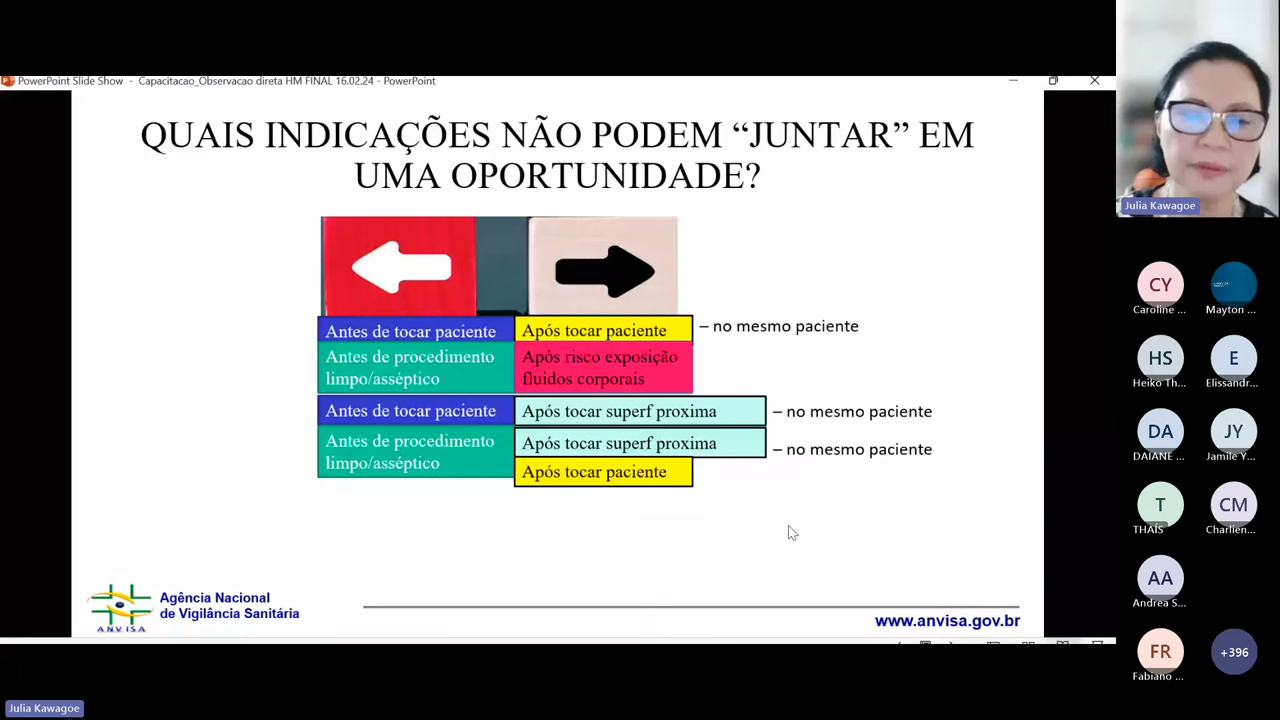 PowerPoint Slide Show - Capacitacao_Observacao direta HM FINAL 16.02.24 - PowerPoint
QUAIS INDICAÇÕES NÃO PODEM “JUNTAR” EM
UMA OPORTUNIDADE?
Antes de tocar paciente
Após tocar paciente
– no mesmo paciente
Antes de procedimento
limpo/asséptico
Após risco exposição
fluidos corporais
Antes de tocar paciente
Após tocar superf proxima
– no mesmo paciente
Antes de procedimento
limpo/asséptico
Após tocar superf proxima
– no mesmo paciente
Após tocar paciente
ANVISA
Agência Nacional
de Vigilância Sanitária
www.anvisa.gov.br
Julia Kawagoe
CY
Caroline ...
Mayton ...
HS
Heiko Th...
E
Elissandr...
DA
DAIANE ...
JY
Jamile Y...
T
THAÍS
CM
Charlien...
AA
Andrea S...
FR
Fabiano ...
+396
Julia Kawagoe